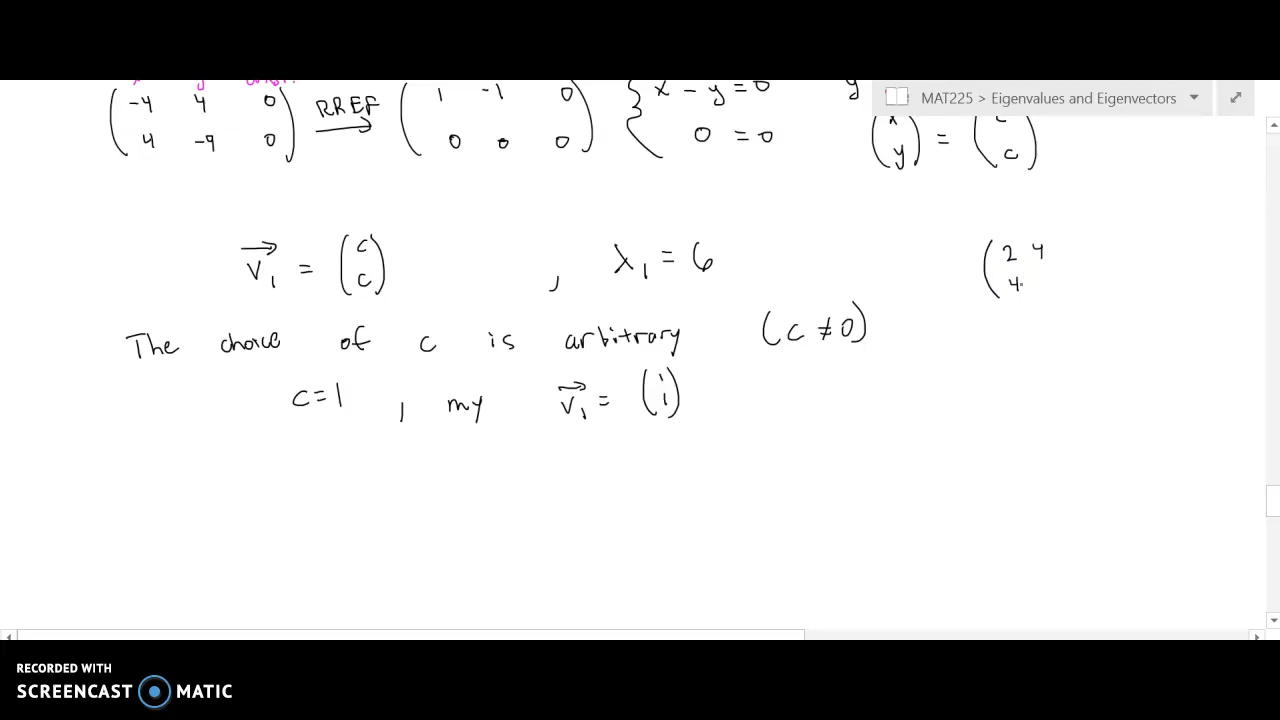 -4 4 0 RREF 1 -1 0 x - y = 0 y
4 -9 0 0 0 0 0 = 0
MAT225 > Eigenvalues and Eigenvectors
(x y) = (c c)
v₁ = (c c) , λ₁ = 6
(2 4
4
The choice of c is arbitrary (c ≠ 0)
c = 1 , my v₁ = (1 1)
RECORDED WITH
SCREENCAST MATIC